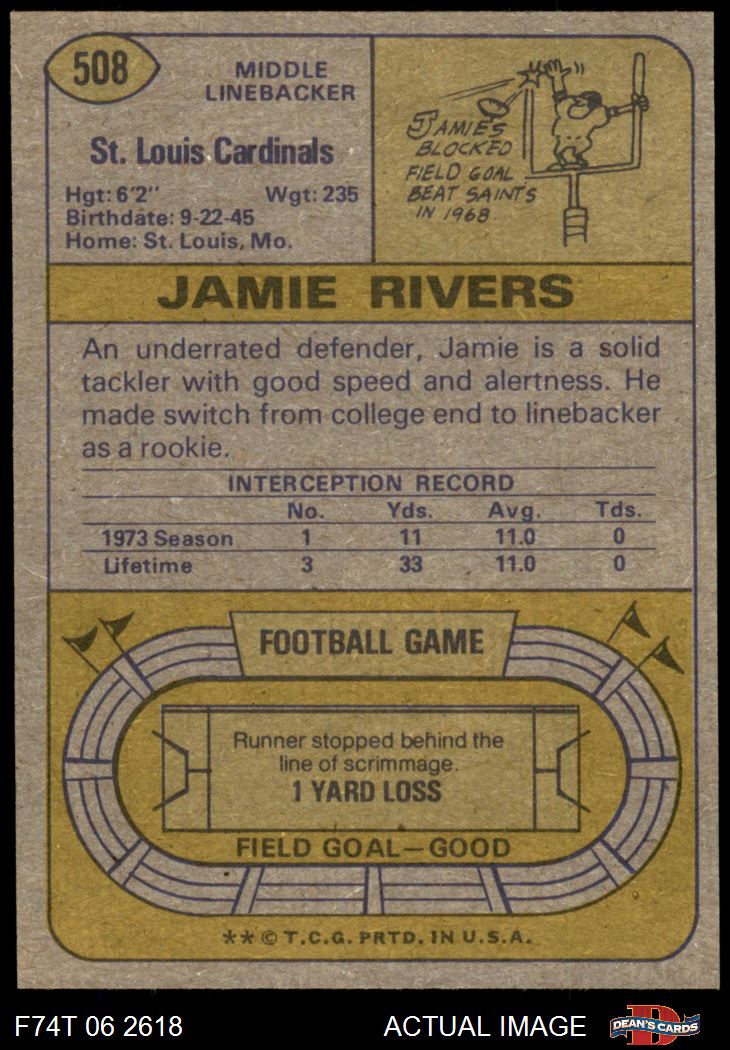 508
MIDDLE
LINEBACKER
St. Louis Cardinals
Hgt: 6'2" Wgt: 235
Birthdate: 9-22-45
Home: St. Louis, Mo.
JAMIE'S
BLOCKED
FIELD GOAL
BEAT SAINTS
IN 1968
JAMIE RIVERS
An underrated defender, Jamie is a solid
tackler with good speed and alertness. He
made switch from college end to linebacker
as a rookie.
INTERCEPTION RECORD
No. Yds. Avg. Tds.
1973 Season 1 11 11.0 0
Lifetime 3 33 11.0 0
FOOTBALL GAME
Runner stopped behind the
line of scrimmage.
1 YARD LOSS
FIELD GOAL—GOOD
** © T.C.G. PRTD. IN U.S.A.
F74T 06 2618 ACTUAL IMAGE
D
DEAN'S CARDS